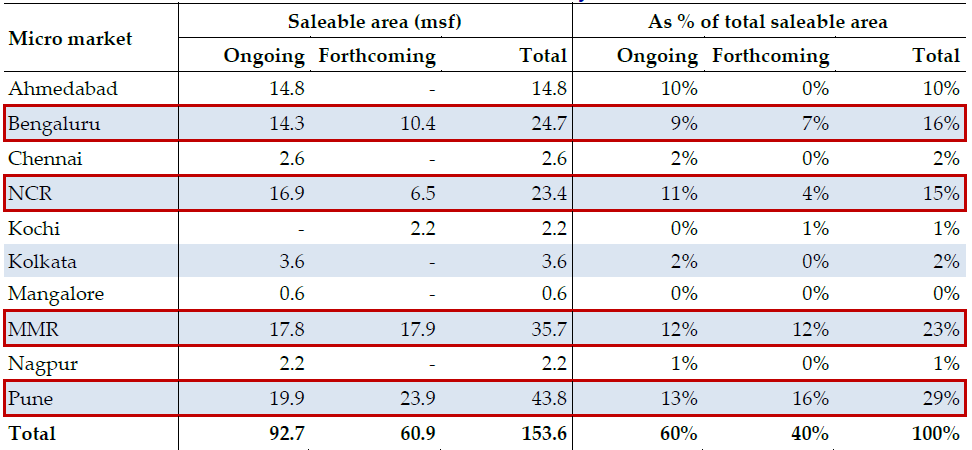 Micro market Saleable area (msf) As % of total saleable area
Ongoing Forthcoming Total Ongoing Forthcoming Total
Ahmedabad 14.8 - 14.8 10% 0% 10%
Bengaluru 14.3 10.4 24.7 9% 7% 16%
Chennai 2.6 - 2.6 2% 0% 2%
NCR 16.9 6.5 23.4 11% 4% 15%
Kochi - 2.2 2.2 0% 1% 1%
Kolkata 3.6 - 3.6 2% 0% 2%
Mangalore 0.6 - 0.6 0% 0% 0%
MMR 17.8 17.9 35.7 12% 12% 23%
Nagpur 2.2 - 2.2 1% 0% 1%
Pune 19.9 23.9 43.8 13% 16% 29%
Total 92.7 60.9 153.6 60% 40% 100%